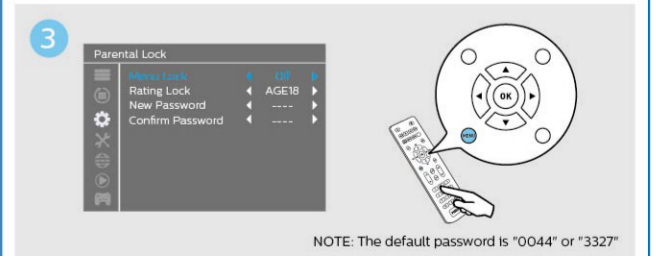 3
Parental Lock
Menu Lock Off
Rating Lock AGE18
New Password ----
Confirm Password ----
OK
MENU
NOTE: The default password is "0044" or "3327"